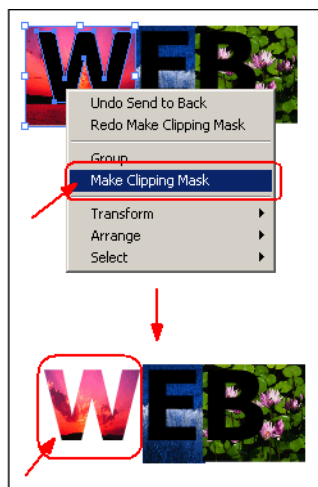 WEB
Undo Send to Back
Redo Make Clipping Mask
Group
Make Clipping Mask
Transform
Arrange
Select
WEB